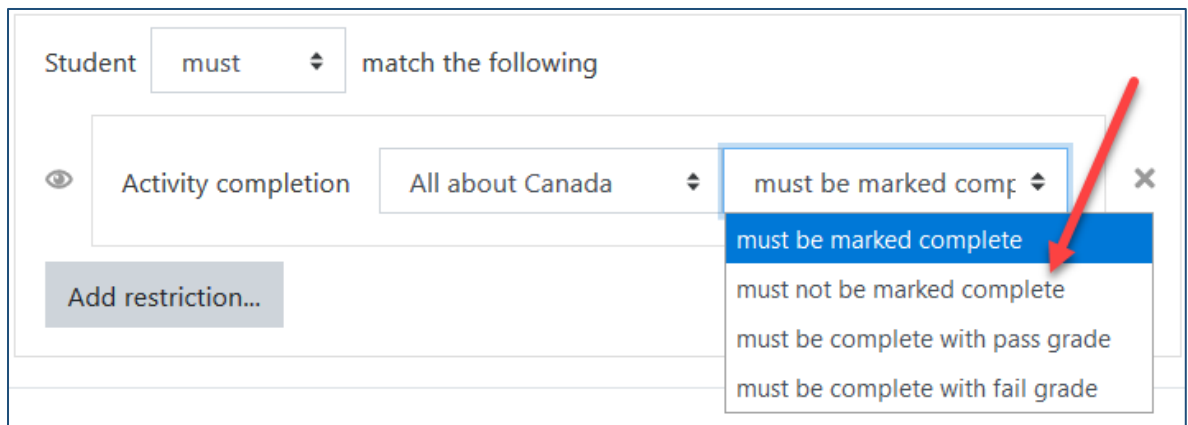 Student must match the following
Activity completion All about Canada must be marked comp
must be marked complete
must not be marked complete
Add restriction...
must be complete with pass grade
must be complete with fail grade